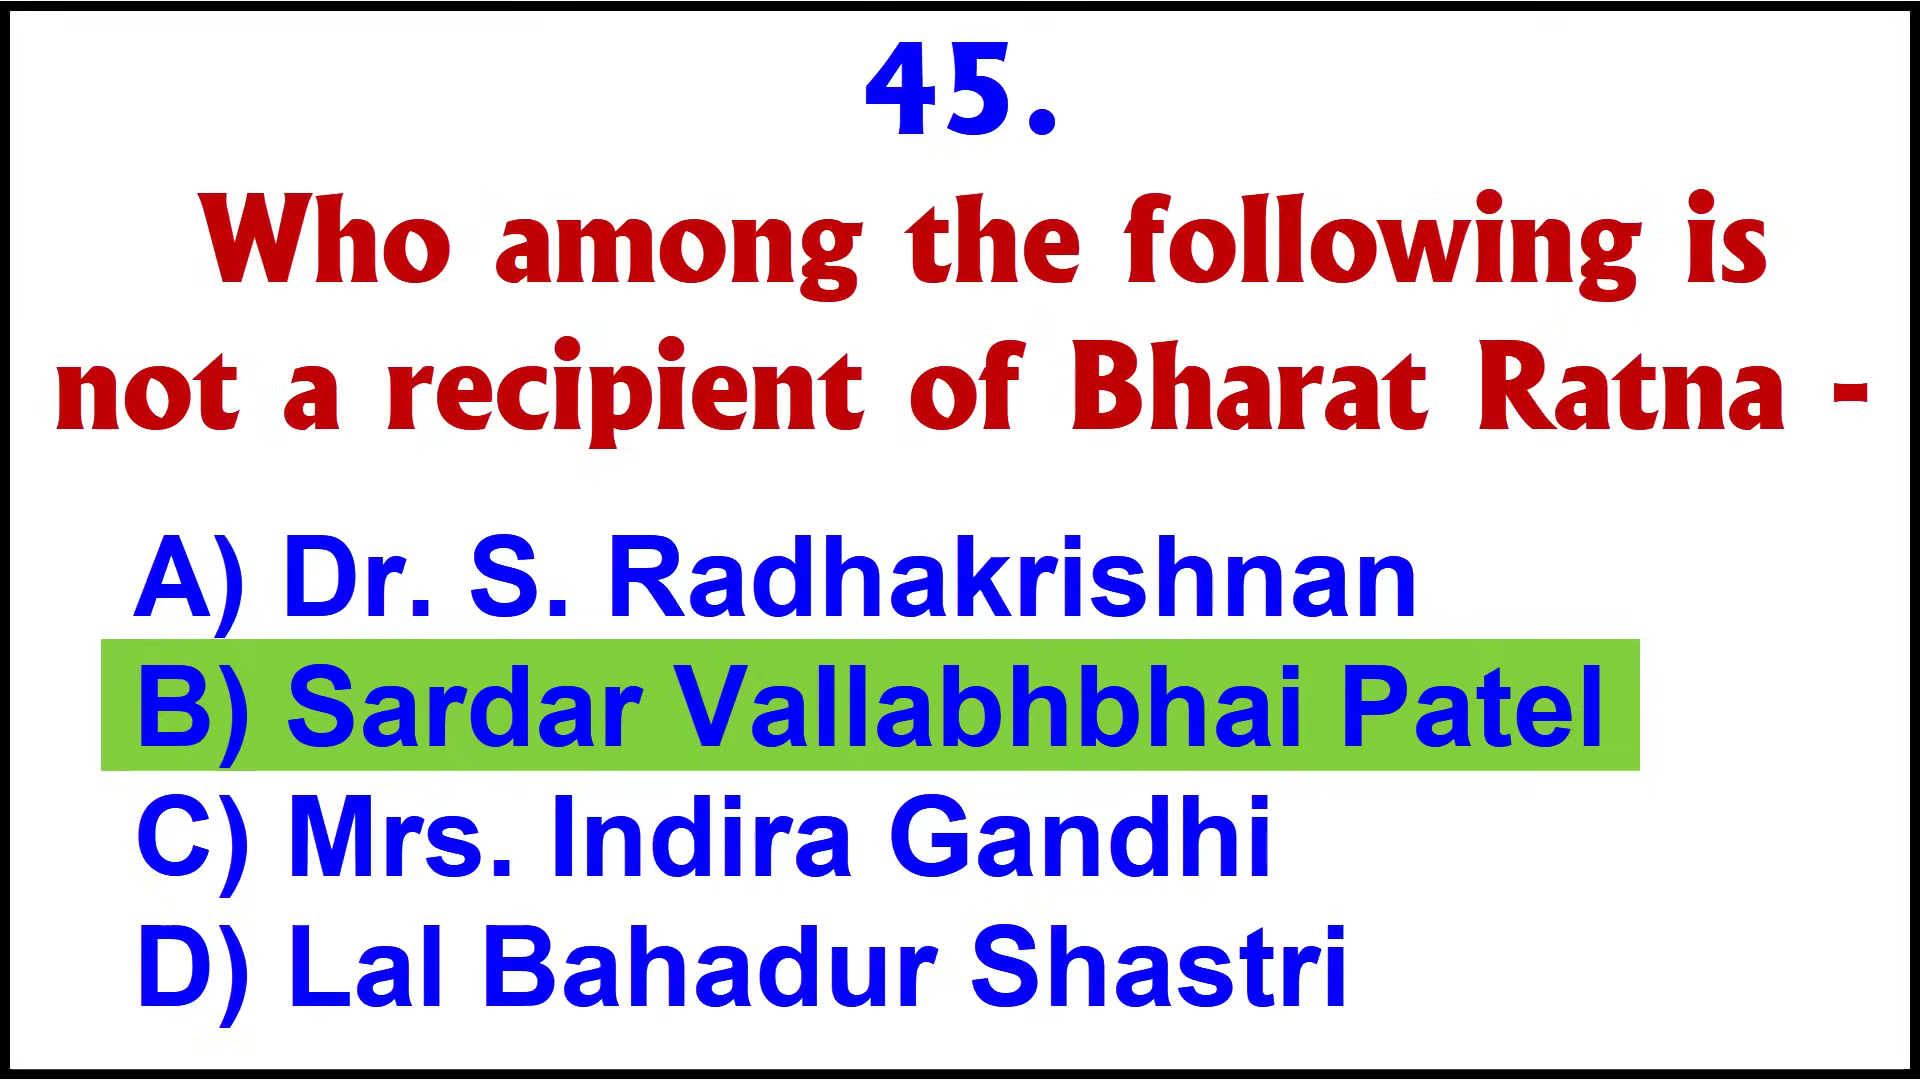 45.
Who among the following is
not a recipient of Bharat Ratna -
A) Dr. S. Radhakrishnan
B) Sardar Vallabhbhai Patel
C) Mrs. Indira Gandhi
D) Lal Bahadur Shastri